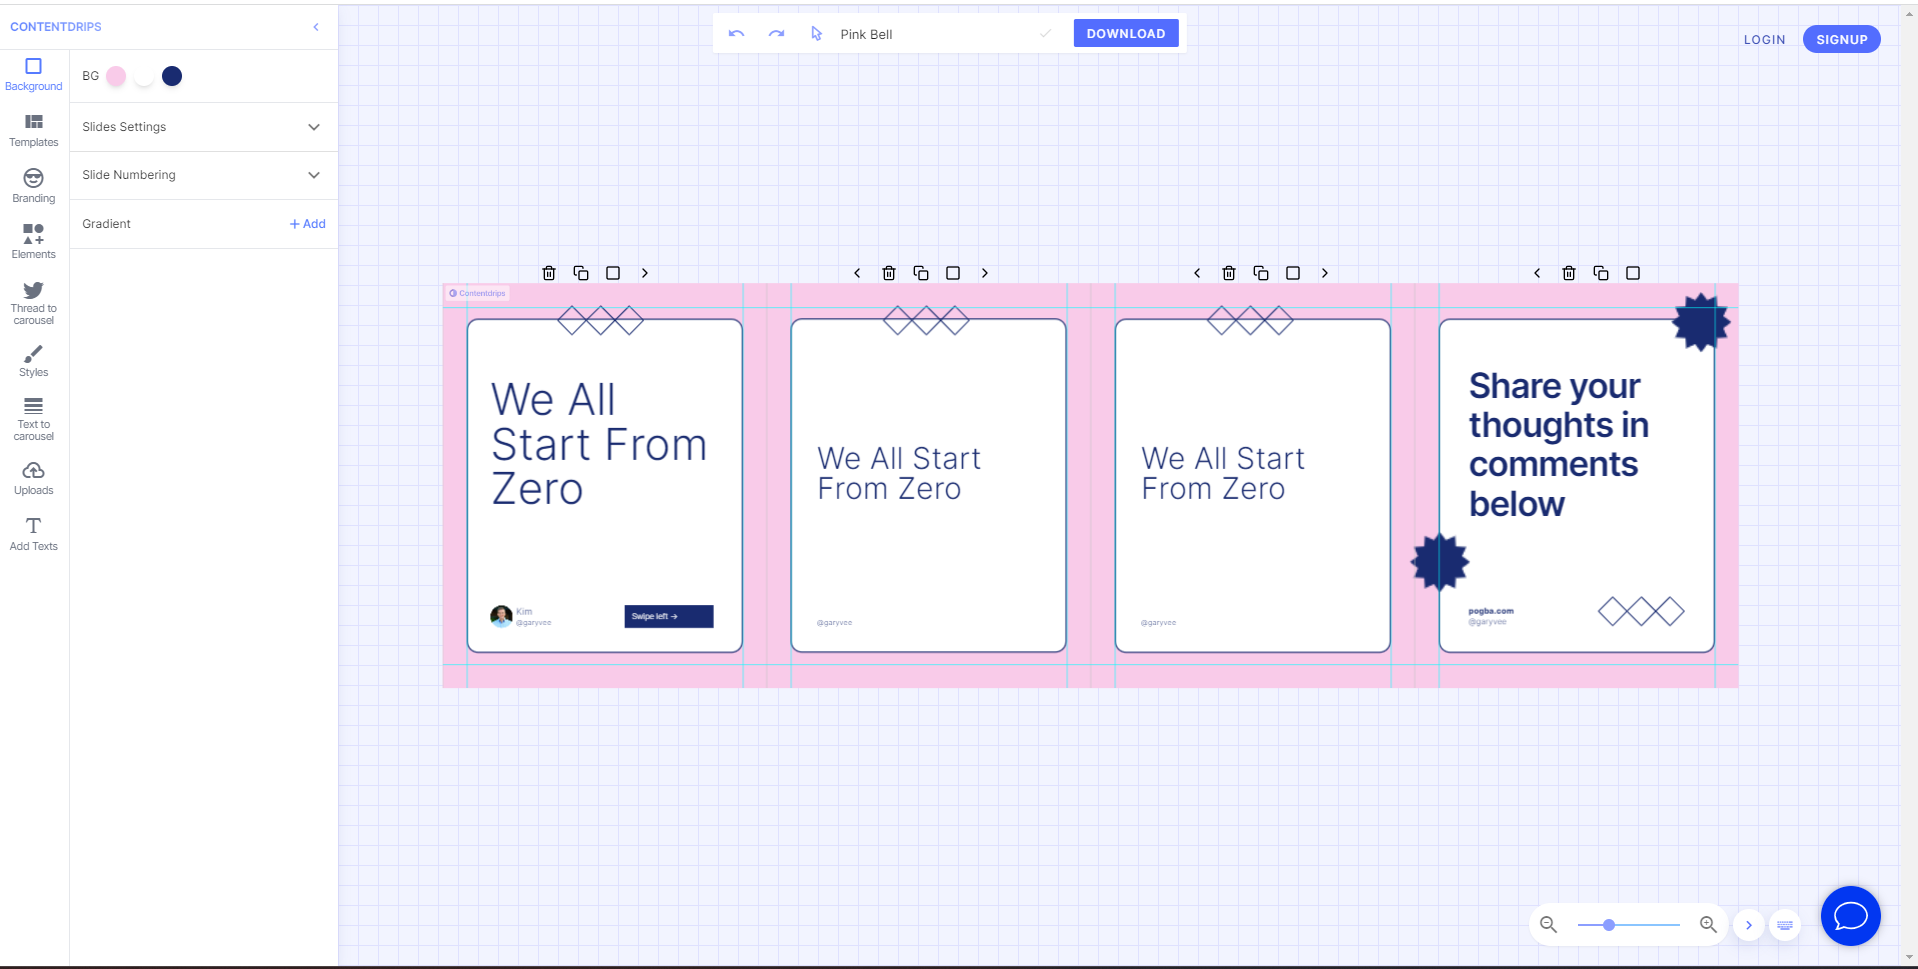 CONTENTDRIPS
Background
Templates
Branding
Elements
Thread to
carousel
Styles
Text to
carousel
Uploads
Add Texts
BG
Slides Settings
Slide Numbering
Gradient
+ Add
Pink Bell
DOWNLOAD
LOGIN
SIGNUP
Contentdrips
We All
Start From
Zero
Kim
@garyvee
Swipe left →
We All Start
From Zero
@garyvee
We All Start
From Zero
@garyvee
Share your
thoughts in
comments
below
pogba.com
@garyvee